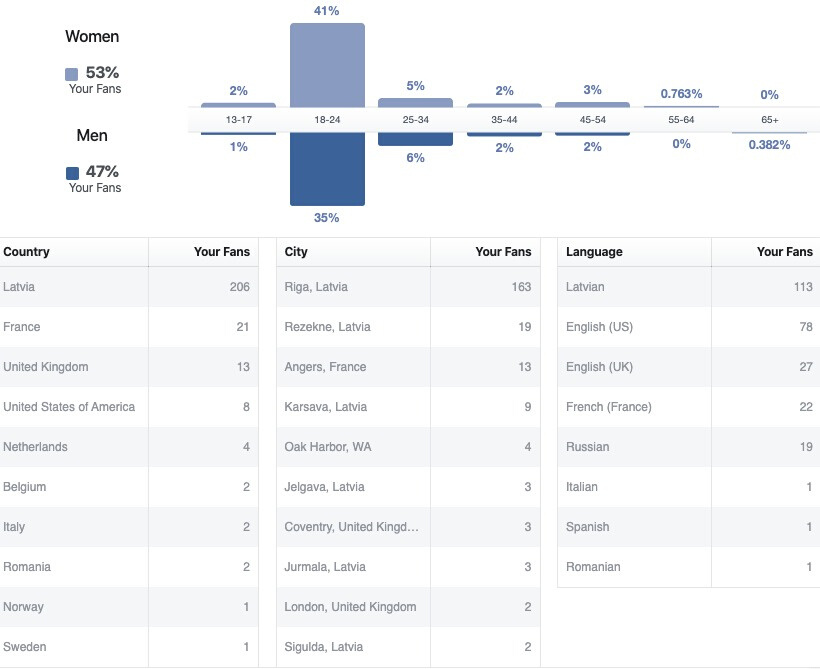 41%
Women
53%
Your Fans
2%
5%
2%
3%
0.763%
0%
13-17 18-24 25-34 35-44 45-54 55-64 65+
Men
1%
6%
2%
2%
0%
0.382%
47%
Your Fans
35%
Country Your Fans
Latvia 206
France 21
United Kingdom 13
United States of America 8
Netherlands 4
Belgium 2
Italy 2
Romania 2
Norway 1
Sweden 1
City Your Fans
Riga, Latvia 163
Rezekne, Latvia 19
Angers, France 13
Karsava, Latvia 9
Oak Harbor, WA 4
Jelgava, Latvia 3
Coventry, United Kingd... 3
Jurmala, Latvia 3
London, United Kingdom 2
Sigulda, Latvia 2
Language Your Fans
Latvian 113
English (US) 78
English (UK) 27
French (France) 22
Russian 19
Italian 1
Spanish 1
Romanian 1